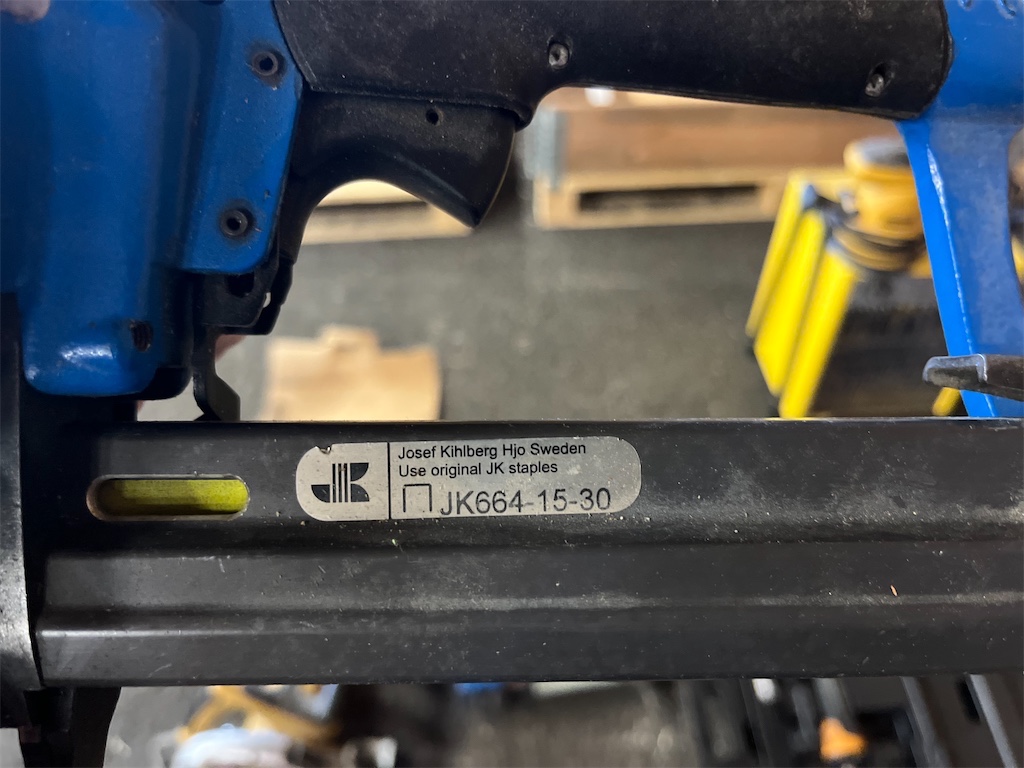 Josef Kihlberg Hjo Sweden
Use original JK staples
JK664-15-30